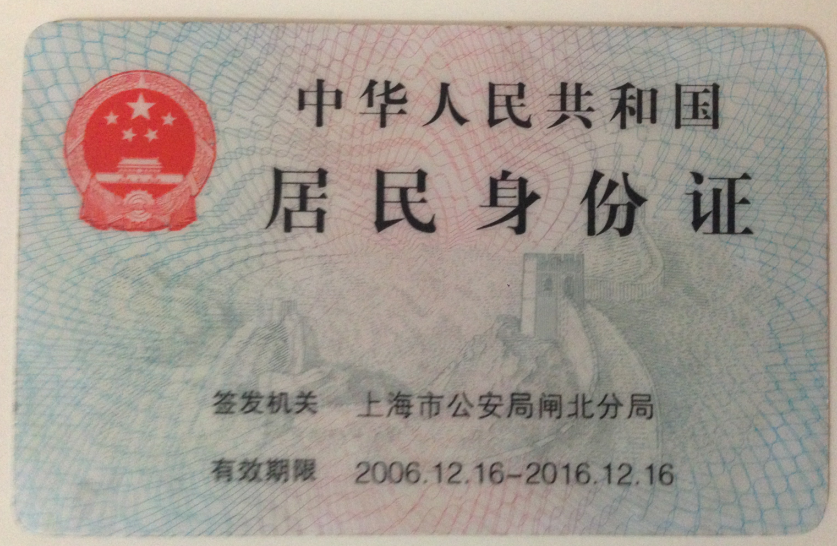 中华人民共和国
居民身份证
签发机关 上海市公安局闸北分局
有效期限 2006.12.16-2016.12.16